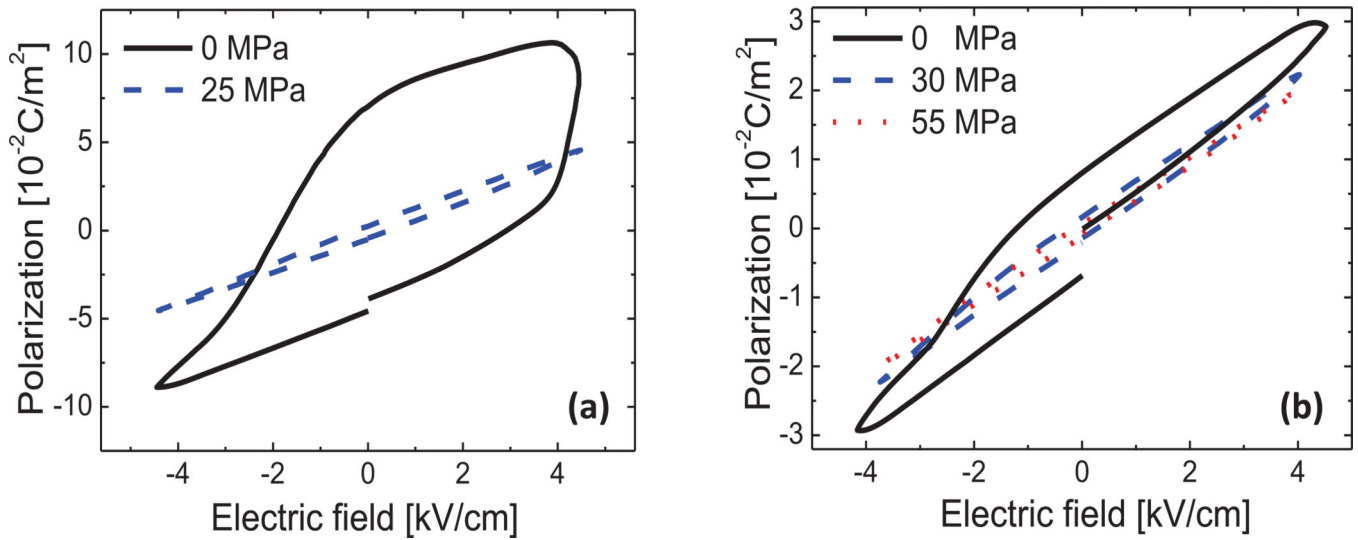 0 MPa
25 MPa
10
5
0
-5
-10
Polarization [10⁻²C/m²]
-4 -2 0 2 4
Electric field [kV/cm]
(a)
0 MPa
30 MPa
55 MPa
3
2
1
0
-1
-2
-3
Polarization [10⁻²C/m²]
-4 -2 0 2 4
Electric field [kV/cm]
(b)